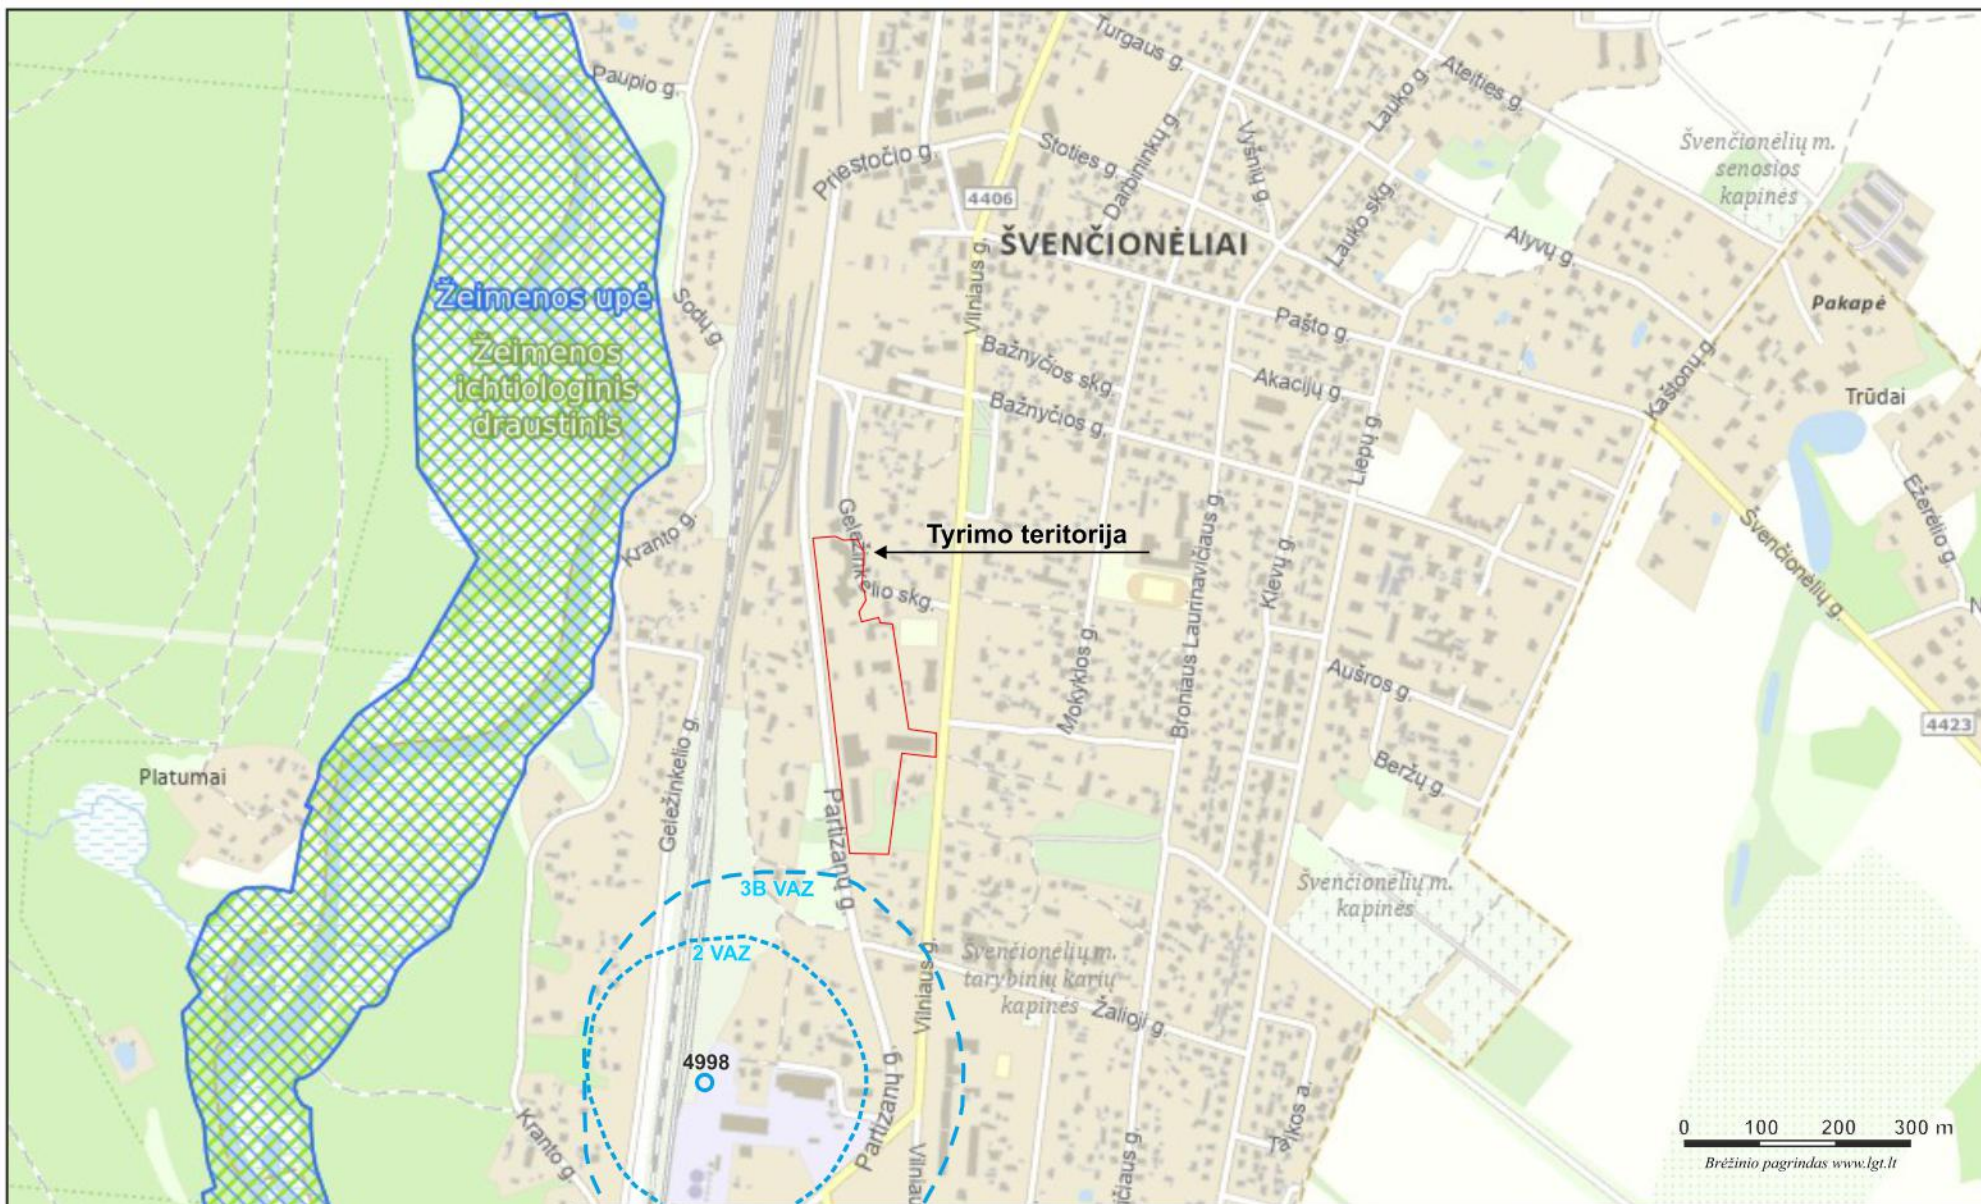 Turgaus g.
Ateities g.
Paupio g.
Lauko g.
Vyšnių g.
Švenčionėlių m.
senosios
kapinės
Priestočio g.
Stoties g.
Darbininkų g.
4406
Lauko skg.
ŠVENČIONĖLIAI
Alyvų g.
Vilniaus g.
Žeimenos upė
Pakapė
Sodų g.
Pašto g.
Žeimenos
ichtiologinis
draustinis
Bažnyčios skg.
Akacijų g.
Kaštonų g.
Trūdai
Bažnyčios g.
Liepų g.
Ežerėlio g.
Geležinkelio skg.
Kranto g.
Tyrimo teritorija
Broniaus Laurinavičiaus g.
Klevų g.
Švenčionėlių g.
N
Mokyklos g.
Aušros g.
4423
Platumai
Geležinkelio g.
Beržų g.
Partizanų g.
3B VAZ
Švenčionėlių m.
kapinės
2 VAZ
Vilniaus g.
Švenčionėlių m.
tarybinių karių
kapinės
Žalioji g.
4998
Partizanų g.
Kranto g.
Taikos a.
Vilniau
ičiaus g.
0 100 200 300 m
Brėžinio pagrindas www.lgt.lt